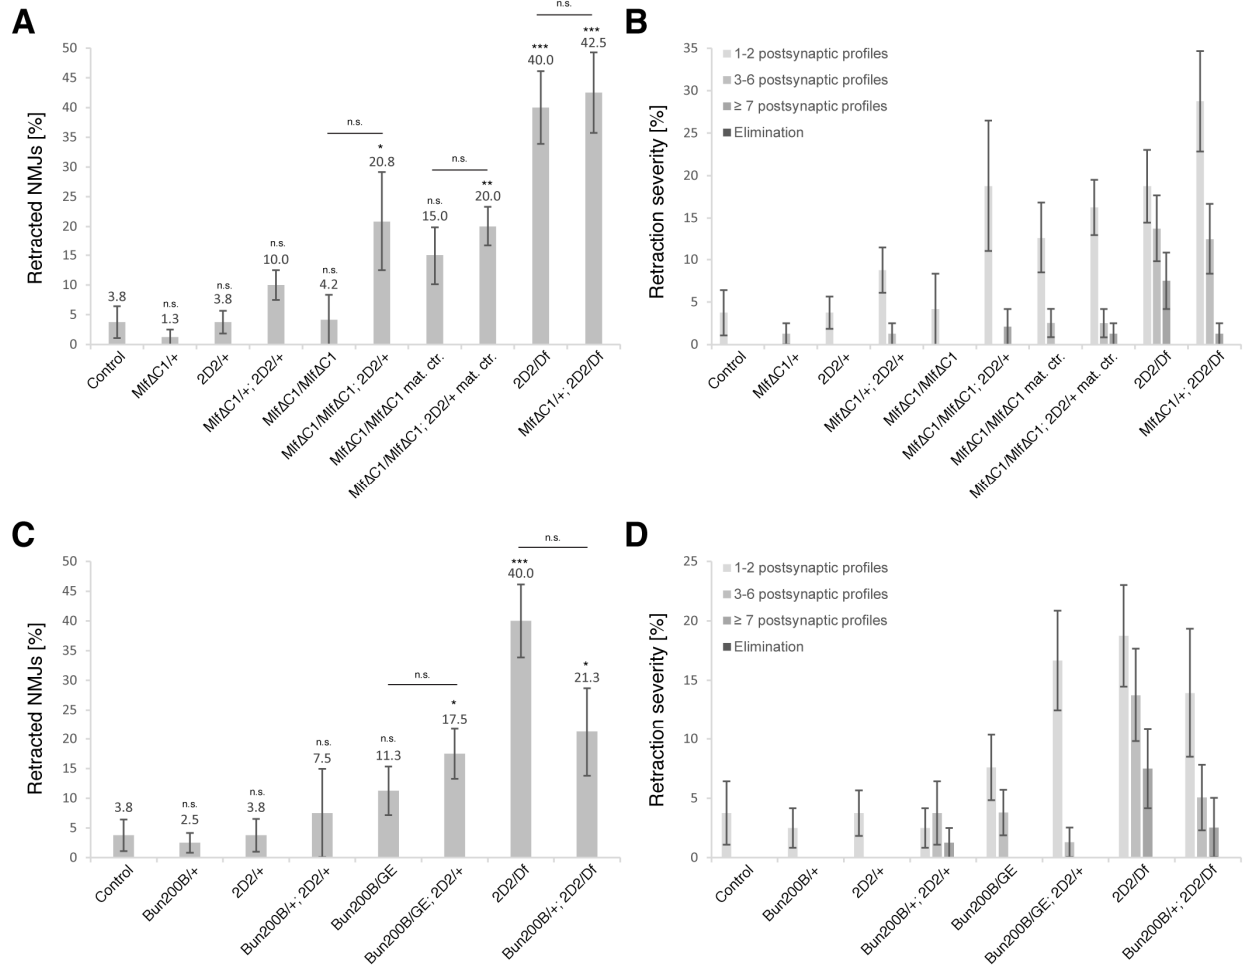 A
Retracted NMJs [%]
50
45
40
35
30
25
20
15
10
5
0
3.8
n.s.
1.3
n.s.
3.8
n.s.
10.0
n.s.
4.2
n.s.
*
20.8
n.s.
15.0
n.s.
**
20.0
n.s.
***
40.0
***
42.5
Control
MlfΔC1/+
2D2/+
MlfΔC1/+; 2D2/+
MlfΔC1/MlfΔC1
MlfΔC1/MlfΔC1; 2D2/+
MlfΔC1/MlfΔC1 mat. ctr.
MlfΔC1/MlfΔC1; 2D2/+ mat. ctr.
2D2/Df
MlfΔC1/+; 2D2/Df
B
Retraction severity [%]
35
30
25
20
15
10
5
0
1-2 postsynaptic profiles
3-6 postsynaptic profiles
≥ 7 postsynaptic profiles
Elimination
Control
MlfΔC1/+
2D2/+
MlfΔC1/+; 2D2/+
MlfΔC1/MlfΔC1
MlfΔC1/MlfΔC1; 2D2/+
MlfΔC1/MlfΔC1 mat. ctr.
MlfΔC1/MlfΔC1; 2D2/+ mat. ctr.
2D2/Df
MlfΔC1/+; 2D2/Df
C
Retracted NMJs [%]
50
45
40
35
30
25
20
15
10
5
0
3.8
n.s.
2.5
n.s.
3.8
n.s.
7.5
n.s.
11.3
n.s.
*
17.5
n.s.
***
40.0
*
21.3
Control
Bun200B/+
2D2/+
Bun200B/+; 2D2/+
Bun200B/GE
Bun200B/GE; 2D2/+
2D2/Df
Bun200B/+; 2D2/Df
D
Retraction severity [%]
25
20
15
10
5
0
1-2 postsynaptic profiles
3-6 postsynaptic profiles
≥ 7 postsynaptic profiles
Elimination
Control
Bun200B/+
2D2/+
Bun200B/+; 2D2/+
Bun200B/GE
Bun200B/GE; 2D2/+
2D2/Df
Bun200B/+; 2D2/Df